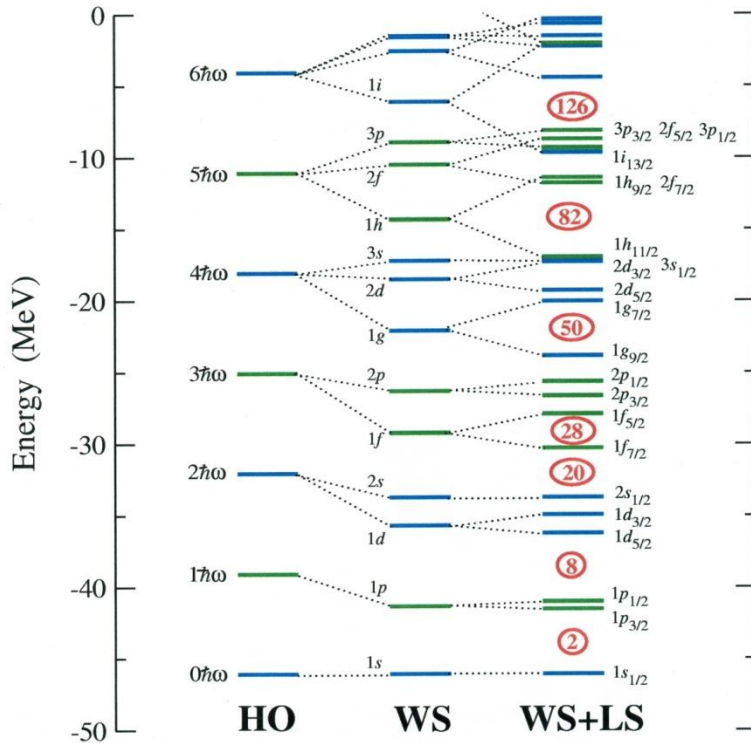 Energy (MeV)
0
-10
-20
-30
-40
-50
6ħω
5ħω
4ħω
3ħω
2ħω
1ħω
0ħω
1i
3p
2f
1h
3s
2d
1g
2p
1f
2s
1d
1p
1s
126
82
50
28
20
8
2
3p3/2 2f5/2 3p1/2
1i13/2
1h9/2 2f7/2
1h11/2
2d3/2 3s1/2
2d5/2
1g7/2
1g9/2
2p1/2
2p3/2
1f5/2
1f7/2
2s1/2
1d3/2
1d5/2
1p1/2
1p3/2
1s1/2
HO WS WS+LS